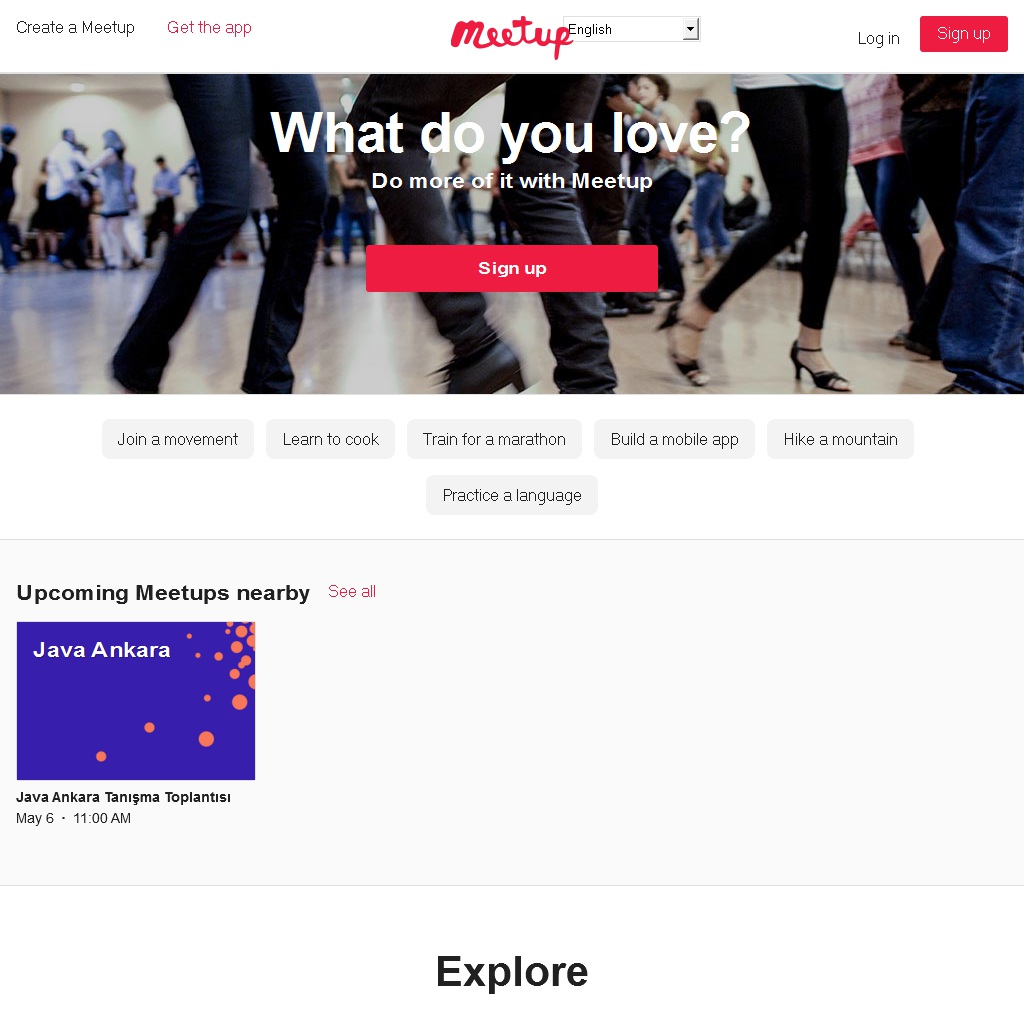 Create a Meetup
Get the app
Meetup
English
Log in
Sign up
What do you love?
Do more of it with Meetup
Sign up
Join a movement
Learn to cook
Train for a marathon
Build a mobile app
Hike a mountain
Practice a language
Upcoming Meetups nearby
See all
Java Ankara
Java Ankara Tanışma Toplantısı
May 6 · 11:00 AM
Explore